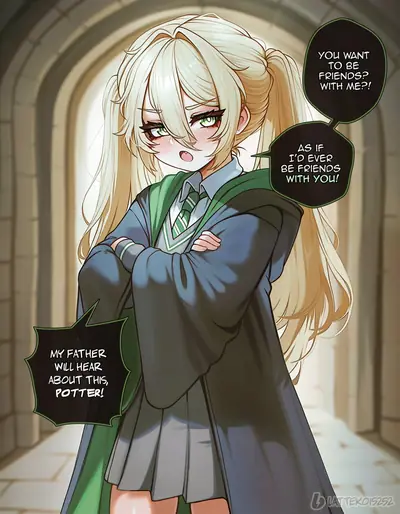 YOU WANT
TO BE
FRIENDS?
WITH ME?!
AS IF
I'D EVER
BE FRIENDS
WITH YOU!
MY FATHER
WILL HEAR
ABOUT THIS,
POTTER!